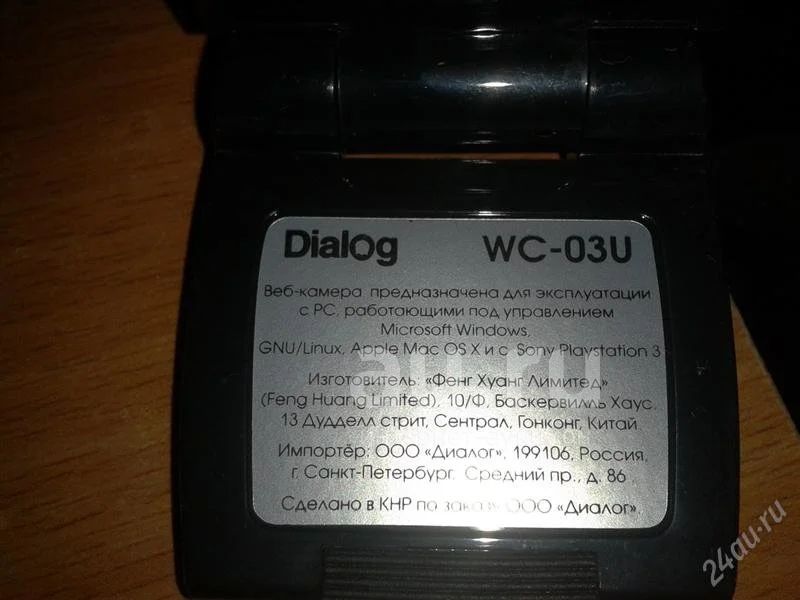 Dialog WC-03U
Веб-камера предназначена для эксплуатации
с PC, работающими под управлением
Microsoft Windows,
GNU/Linux, Apple Mac OS X и с Sony Playstation 3
Изготовитель: «Фенг Хуанг Лимитед»
(Feng Huang Limited), 10/Ф, Баскервилль Хаус,
13 Дудделл стрит, Сентрал, Гонконг, Китай.
Импортёр: ООО «Диалог», 199106, Россия,
г. Санкт-Петербург. Средний пр., д. 86
Сделано в КНР по заказу ООО «Диалог».
24au.ru